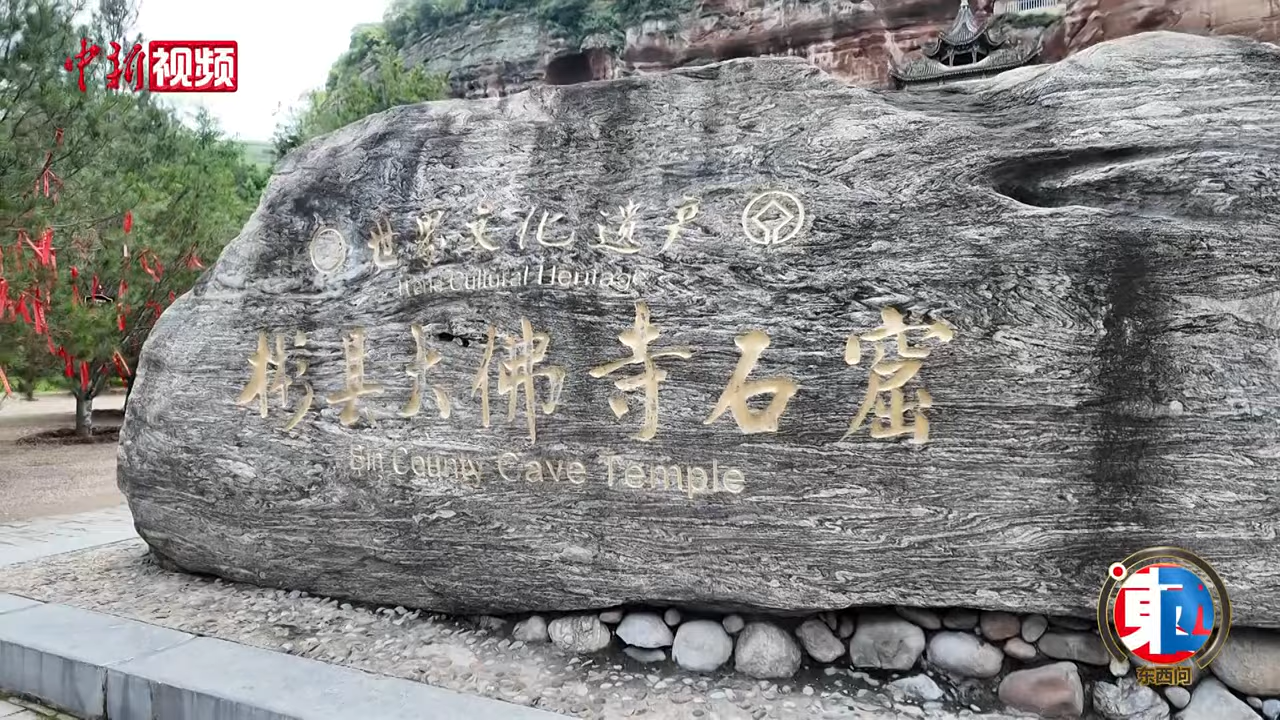 中新视频
世界文化遗产
World Cultural Heritage
彬县大佛寺石窟
Bin County Cave Temple
东西问